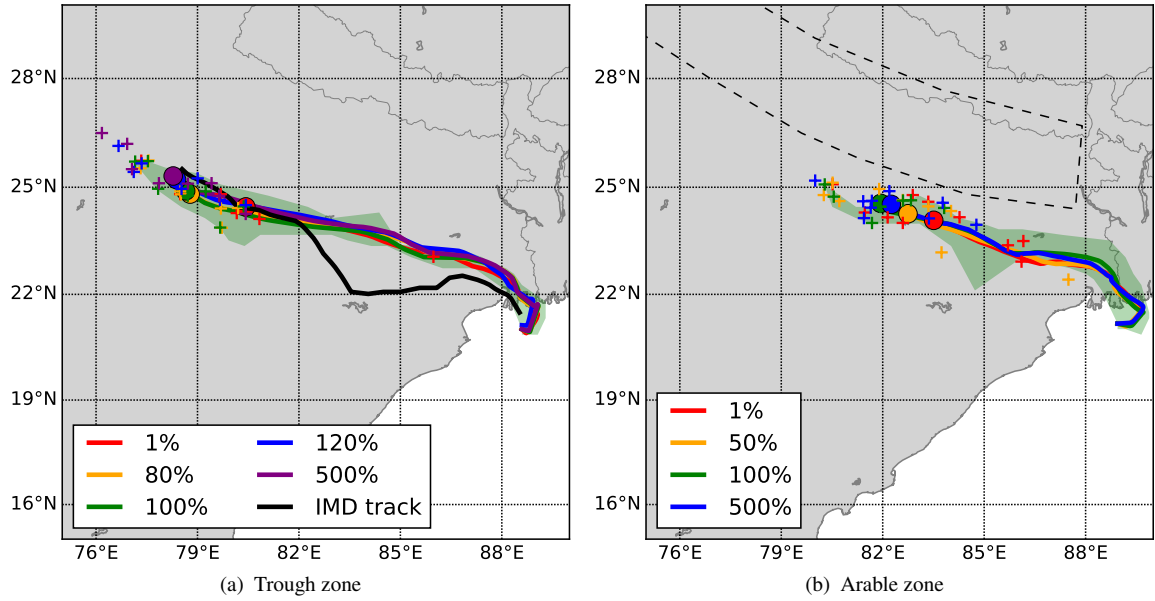 28°N
25°N
22°N
19°N
16°N
76°E 79°E 82°E 85°E 88°E
1%
80%
100%
120%
500%
IMD track
(a) Trough zone
28°N
25°N
22°N
19°N
16°N
76°E 79°E 82°E 85°E 88°E
1%
50%
100%
500%
(b) Arable zone